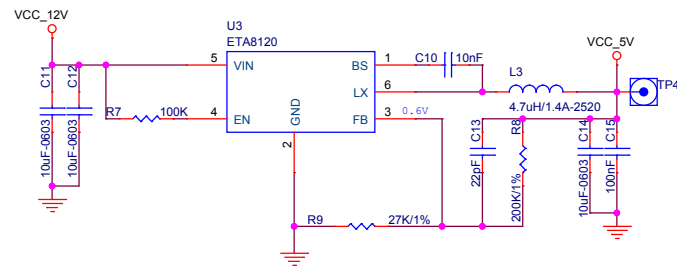 VCC_12V
U3
ETA8120
5
VIN
BS
1
C10
10nF
VCC_5V
C11
C12
LX
6
L3
TP4
4.7uH/1.4A-2520
R7
100K
4
EN
GND
FB
3
0.6V
10uF-0603
10uF-0603
2
C13
22pF
R8
200K/1%
C14
10uF-0603
C15
100nF
R9
27K/1%